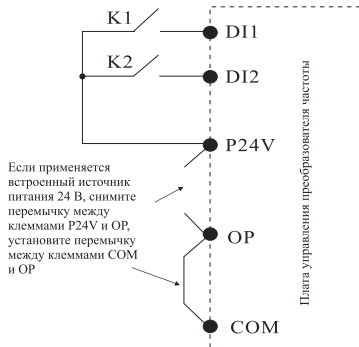 K1
DI1
K2
DI2
P24V
Если применяется
встроенный источник
питания 24 В, снимите
перемычку между
клеммами P24V и OP,
установите перемычку
между клеммами COM
и OP
OP
COM
Плата управления преобразователя частоты